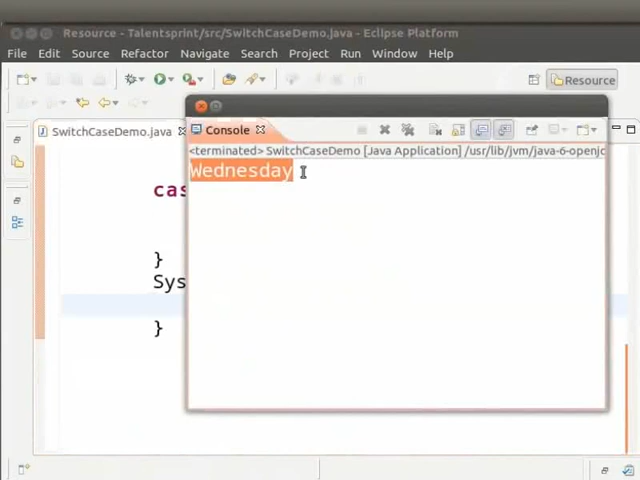 Resource - Talentsprint/src/SwitchCaseDemo.java - Eclipse Platform
File Edit Source Refactor Navigate Search Project Run Window Help
Resource
SwitchCaseDemo.java
Console
<terminated> SwitchCaseDemo [Java Application] /usr/lib/jvm/java-6-openjd
Wednesday
cas
}
Sys
}